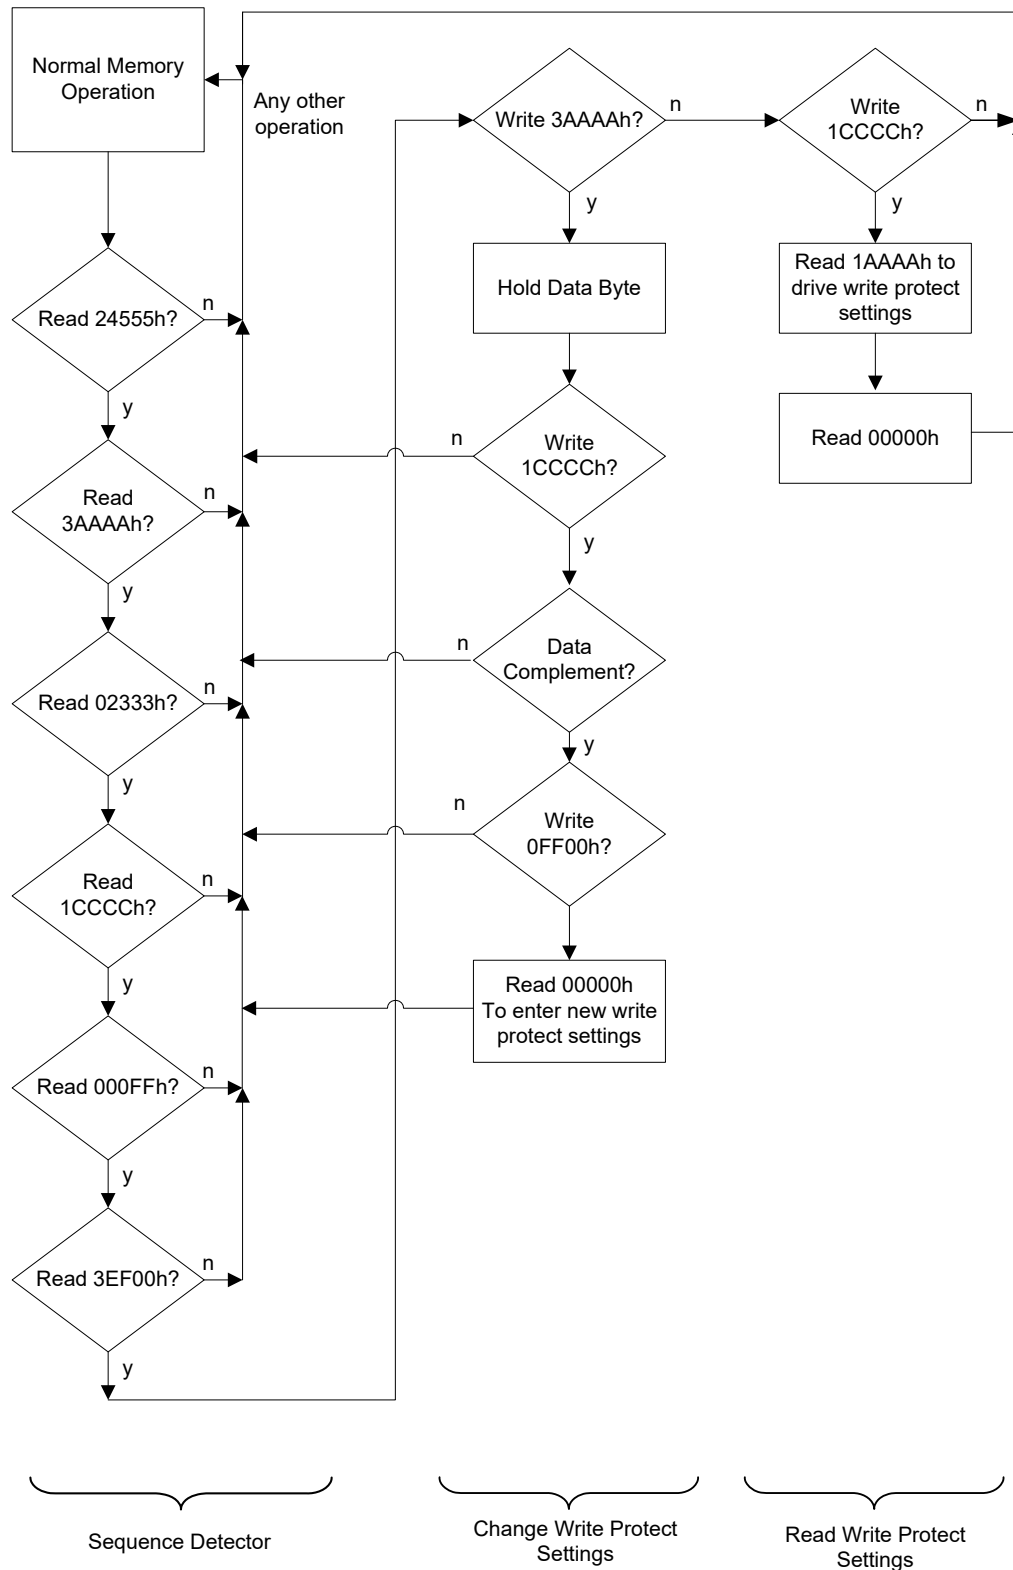 Normal Memory
Operation
Any other
operation
Read 24555h?
n
y
Read
3AAAAh?
n
y
Read 02333h?
n
y
Read
1CCCCh?
n
y
Read 000FFh?
n
y
Read 3EF00h?
n
y
Write 3AAAAh?
n
y
Hold Data Byte
Write
1CCCCh?
n
y
Data
Complement?
n
y
Write
0FF00h?
n
Read 00000h
To enter new write
protect settings
Write
1CCCCh?
n
y
Read 1AAAAh to
drive write protect
settings
Read 00000h
Sequence Detector
Change Write Protect
Settings
Read Write Protect
Settings